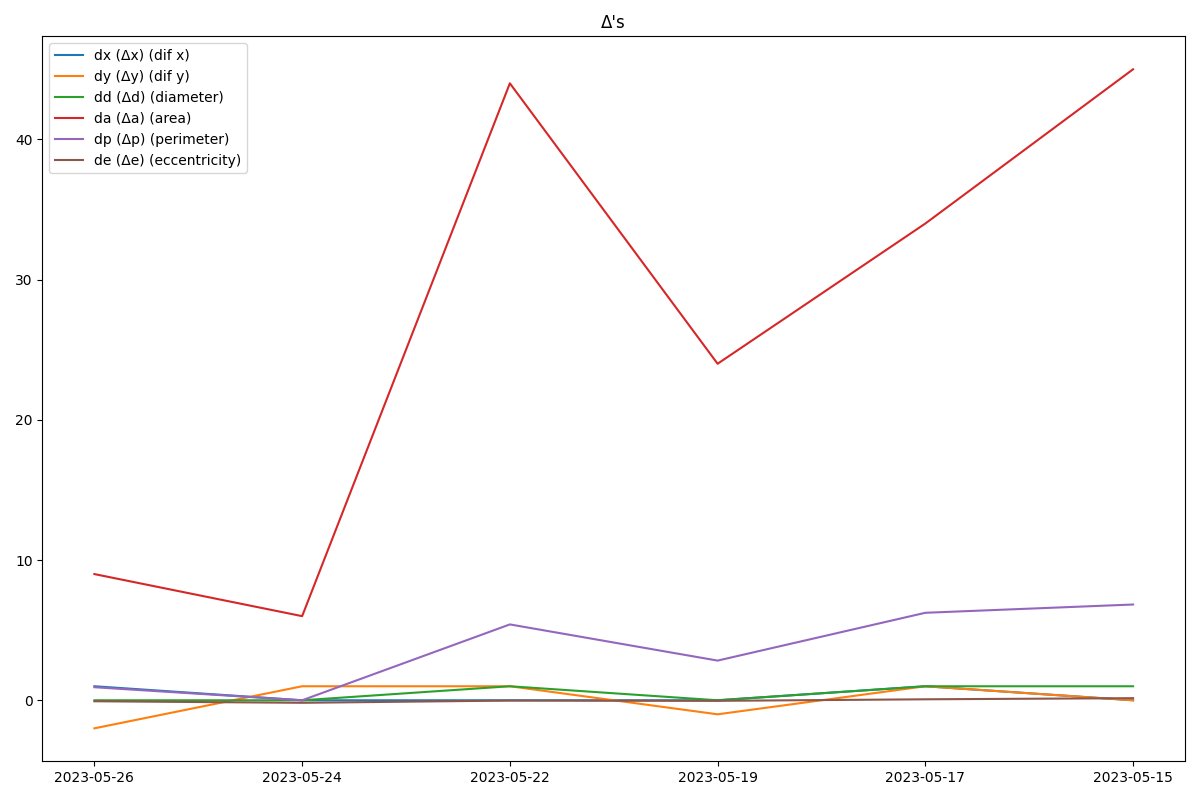 Δ's
dx (Δx) (dif x)
dy (Δy) (dif y)
dd (Δd) (diameter)
da (Δa) (area)
dp (Δp) (perimeter)
de (Δe) (eccentricity)
40
30
20
10
0
2023-05-26 2023-05-24 2023-05-22 2023-05-19 2023-05-17 2023-05-15